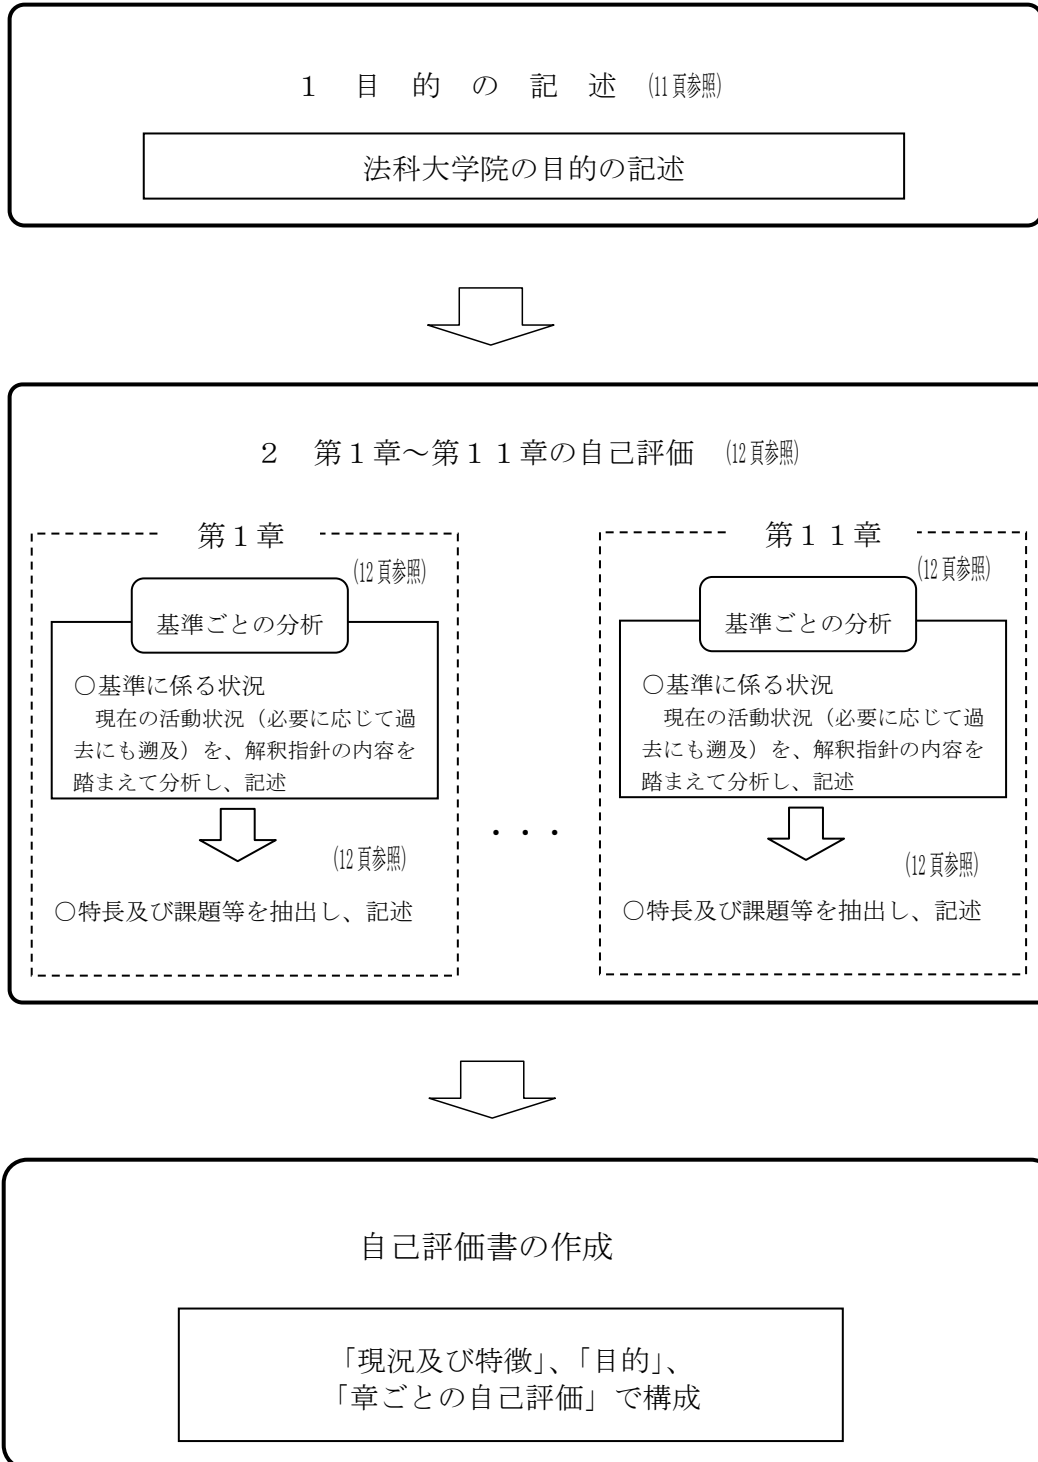 １　目　的　の　記　述　(11頁参照)
法科大学院の目的の記述
２　第１章～第１１章の自己評価　(12頁参照)
第１章
(12頁参照)
基準ごとの分析
○基準に係る状況
　現在の活動状況（必要に応じて過
去にも遡及）を、解釈指針の内容を
踏まえて分析し、記述
(12頁参照)
○特長及び課題等を抽出し、記述
・・・
第１１章
(12頁参照)
基準ごとの分析
○基準に係る状況
　現在の活動状況（必要に応じて過
去にも遡及）を、解釈指針の内容を
踏まえて分析し、記述
(12頁参照)
○特長及び課題等を抽出し、記述
自己評価書の作成
「現況及び特徴」、「目的」、
「章ごとの自己評価」で構成